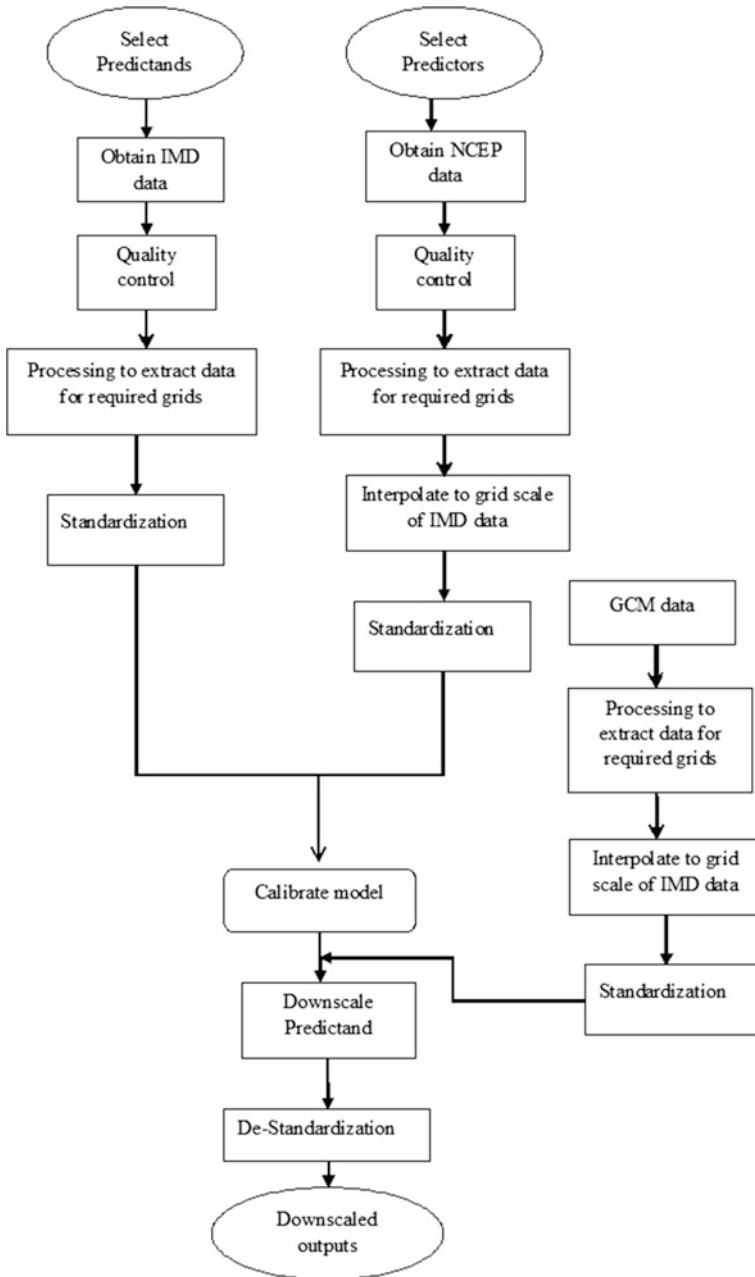 Select
Predictands
Obtain IMD
data
Quality
control
Processing to extract data
for required grids
Standardization
Select
Predictors
Obtain NCEP
data
Quality
control
Processing to extract data
for required grids
Interpolate to grid scale
of IMD data
Standardization
GCM data
Processing to
extract data for
required grids
Interpolate to grid
scale of IMD data
Standardization
Calibrate model
Downscale
Predictand
De-Standardization
Downscaled
outputs